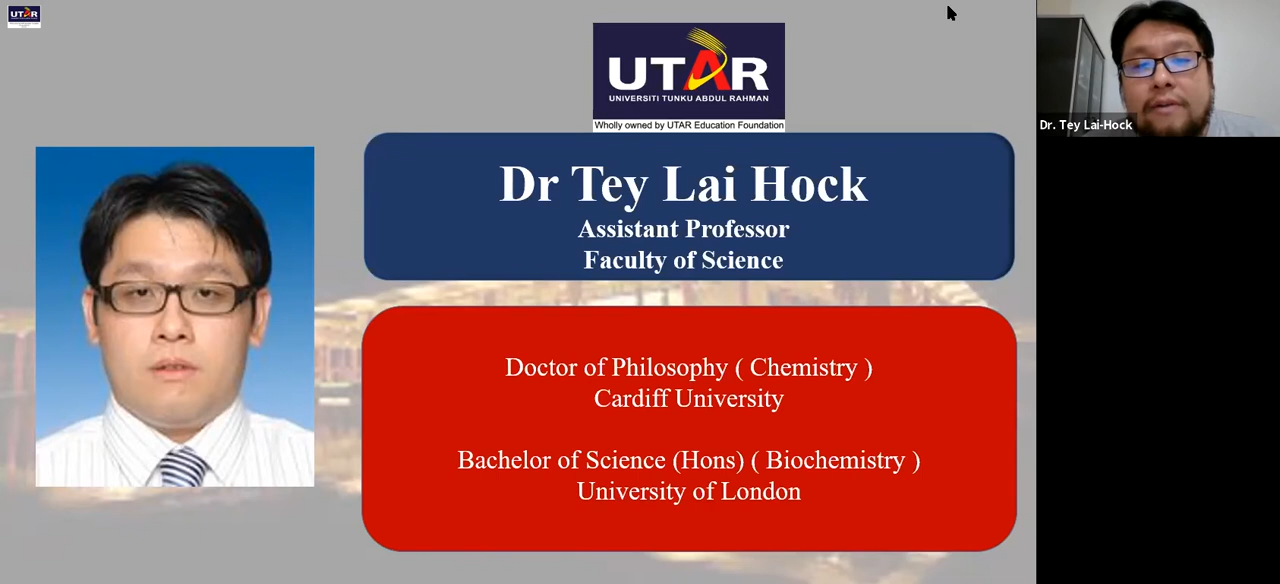 UTAR
UTAR
UNIVERSITI TUNKU ABDUL RAHMAN
Wholly owned by UTAR Education Foundation
Dr Tey Lai Hock
Assistant Professor
Faculty of Science
Doctor of Philosophy ( Chemistry )
Cardiff University
Bachelor of Science (Hons) ( Biochemistry )
University of London
Dr. Tey Lai-Hock